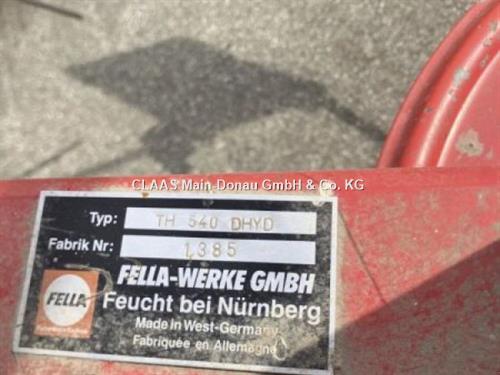 CLAAS Main-Donau GmbH & Co. KG
Typ: TH 540 DHYD
Fabrik Nr: 1385
FELLA-WERKE GMBH
FELLA
Feucht bei Nürnberg
Made in West-Germany
Fabriquée en Allemagne